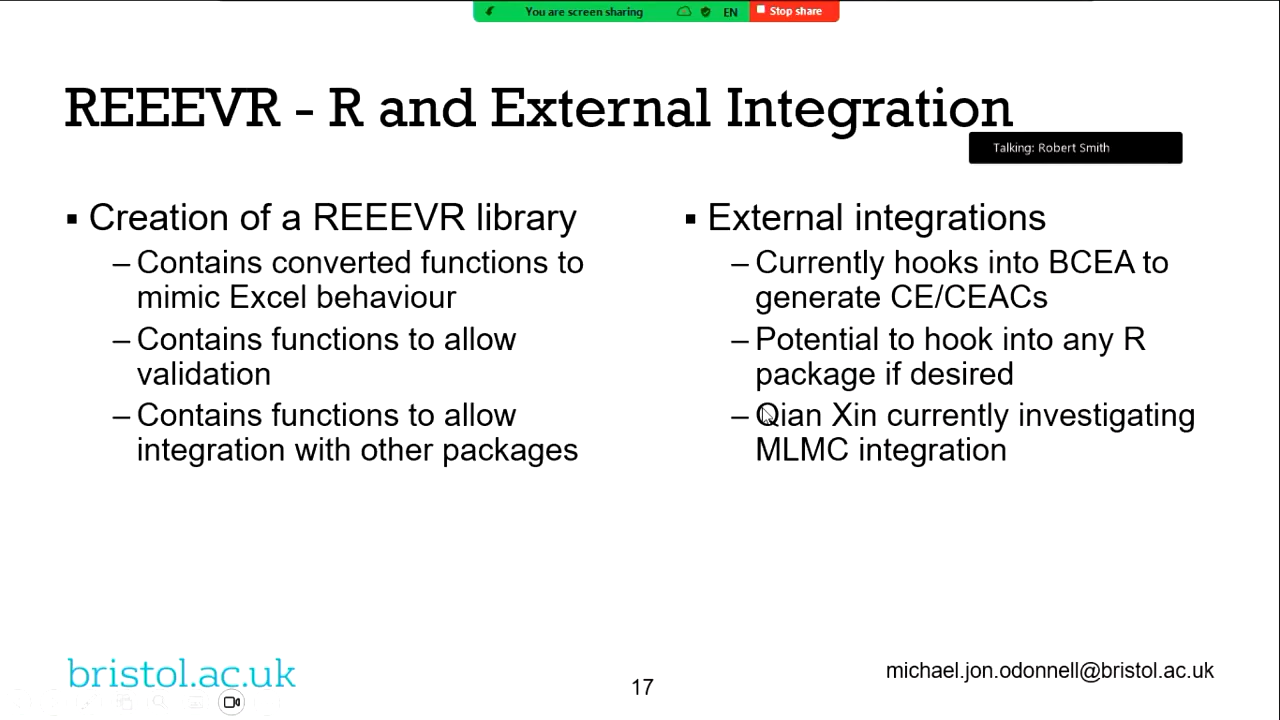 You are screen sharing
EN
Stop share
REEEVR - R and External Integration
Talking: Robert Smith
▪ Creation of a REEEVR library
– Contains converted functions to
mimic Excel behaviour
– Contains functions to allow
validation
– Contains functions to allow
integration with other packages
▪ External integrations
– Currently hooks into BCEA to
generate CE/CEACs
– Potential to hook into any R
package if desired
– Qian Xin currently investigating
MLMC integration
bristol.ac.uk
17
michael.jon.odonnell@bristol.ac.uk